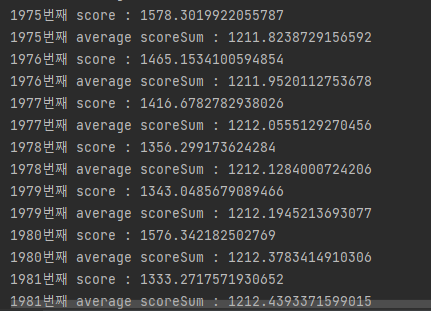 1975번째 score : 1578.3019922055787
1975번째 average scoreSum : 1211.8238729156592
1976번째 score : 1465.1534100594854
1976번째 average scoreSum : 1211.9520112753678
1977번째 score : 1416.6782782938026
1977번째 average scoreSum : 1212.0555129270456
1978번째 score : 1356.299173624284
1978번째 average scoreSum : 1212.1284000724206
1979번째 score : 1343.0485679089466
1979번째 average scoreSum : 1212.1945213693077
1980번째 score : 1576.342182502769
1980번째 average scoreSum : 1212.3783414910306
1981번째 score : 1333.2717571930652
1981번째 average scoreSum : 1212.4393371599015